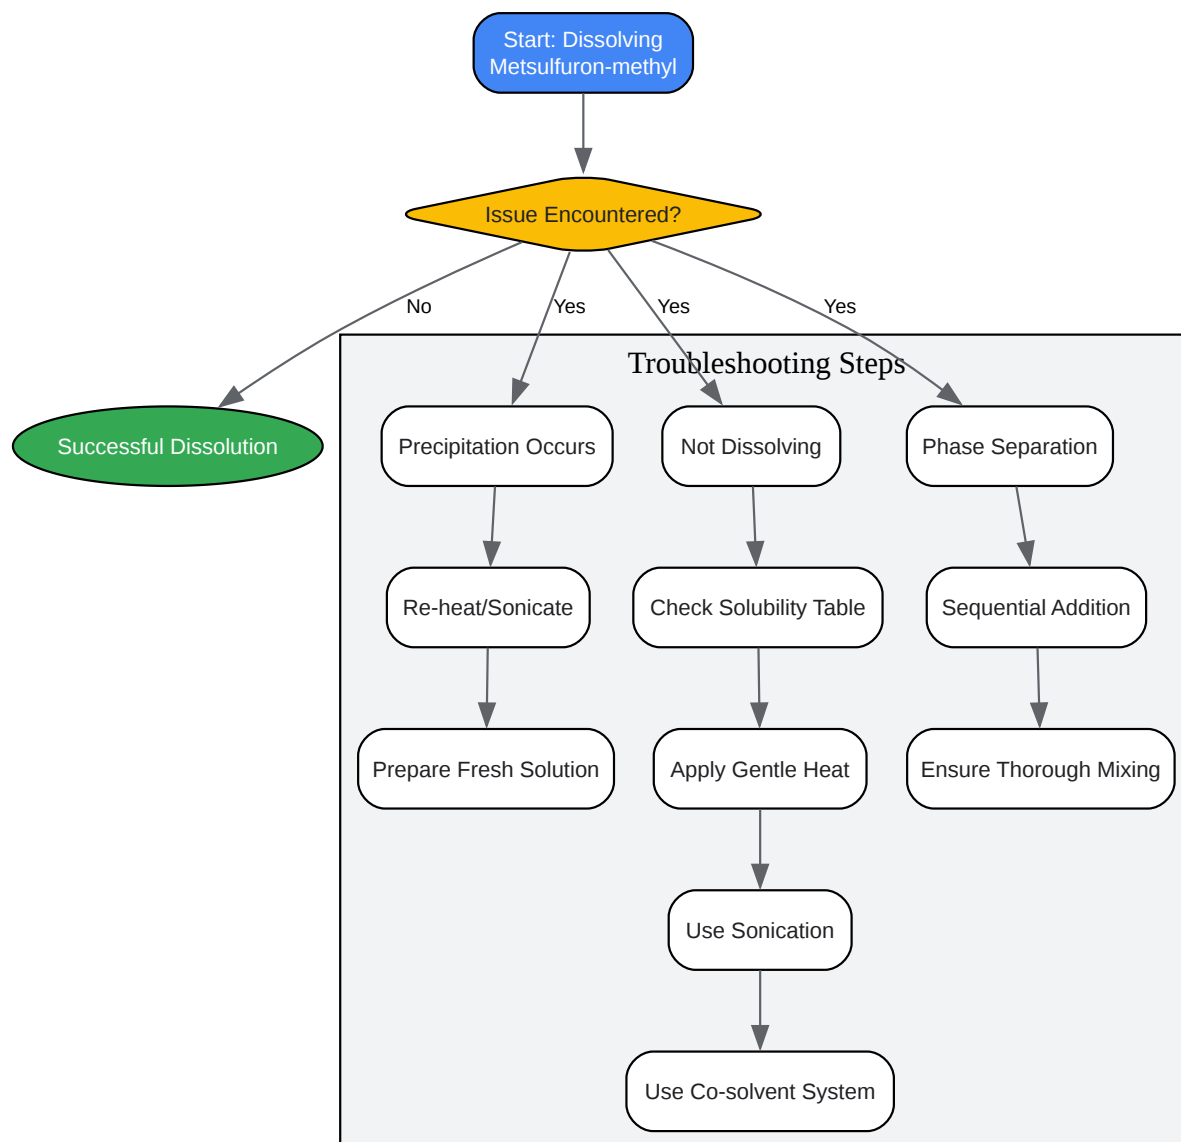 Start: Dissolving
Metsulfuron-methyl
Issue Encountered?
No
Yes
Yes
Yes
Troubleshooting Steps
Successful Dissolution
Precipitation Occurs
Not Dissolving
Phase Separation
Re-heat/Sonicate
Check Solubility Table
Sequential Addition
Prepare Fresh Solution
Apply Gentle Heat
Ensure Thorough Mixing
Use Sonication
Use Co-solvent System